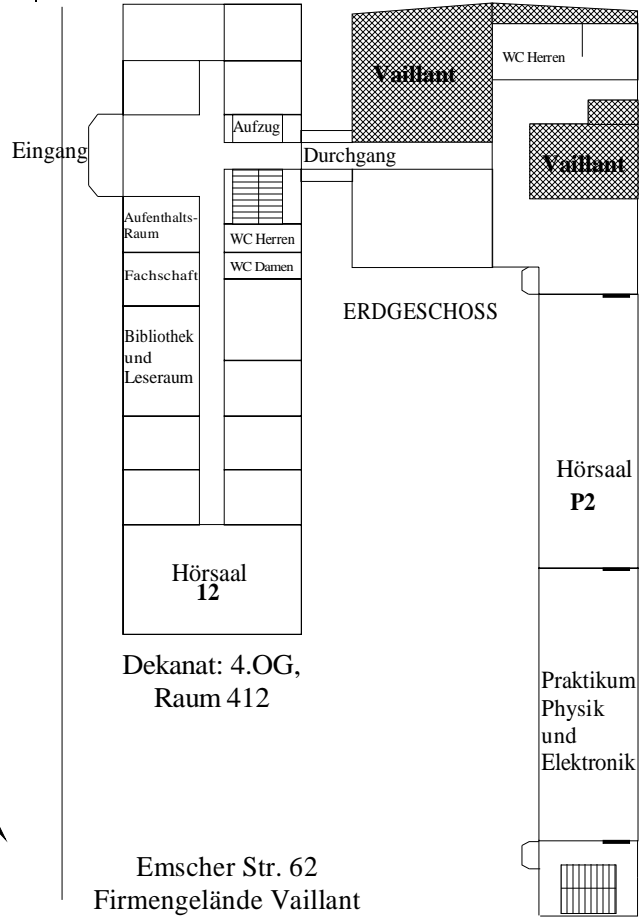 Vaillant
WC Herren
Aufzug
Eingang
Durchgang
Vaillant
Aufenthalts-
Raum
WC Herren
Fachschaft
WC Damen
ERDGESCHOSS
Bibliothek
und
Leseraum
Hörsaal
P2
Hörsaal
12
Dekanat: 4.OG,
Raum 412
Praktikum
Physik
und
Elektronik
Emscher Str. 62
Firmengelände Vaillant